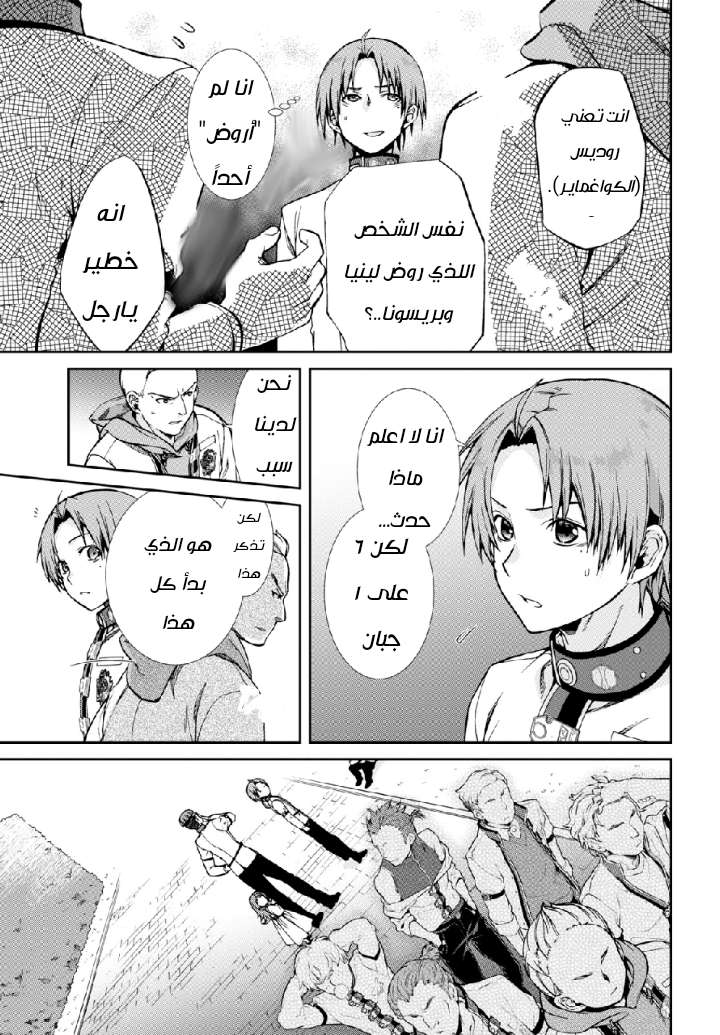 انت تعني
روديس
(الكواغماير).
-
نفس الشخص
اللذي روض لينيا
وبريسونا..؟
انا لم
"أروض"
أحداً
انه
خطير
يارجل
انا لا اعلم
ماذا
حدث...
لكن ٦
على ١
جبان
نحن
لدينا
سبب
لكن
تذكر
هذا
هو الذي
بدأ كل
هذا